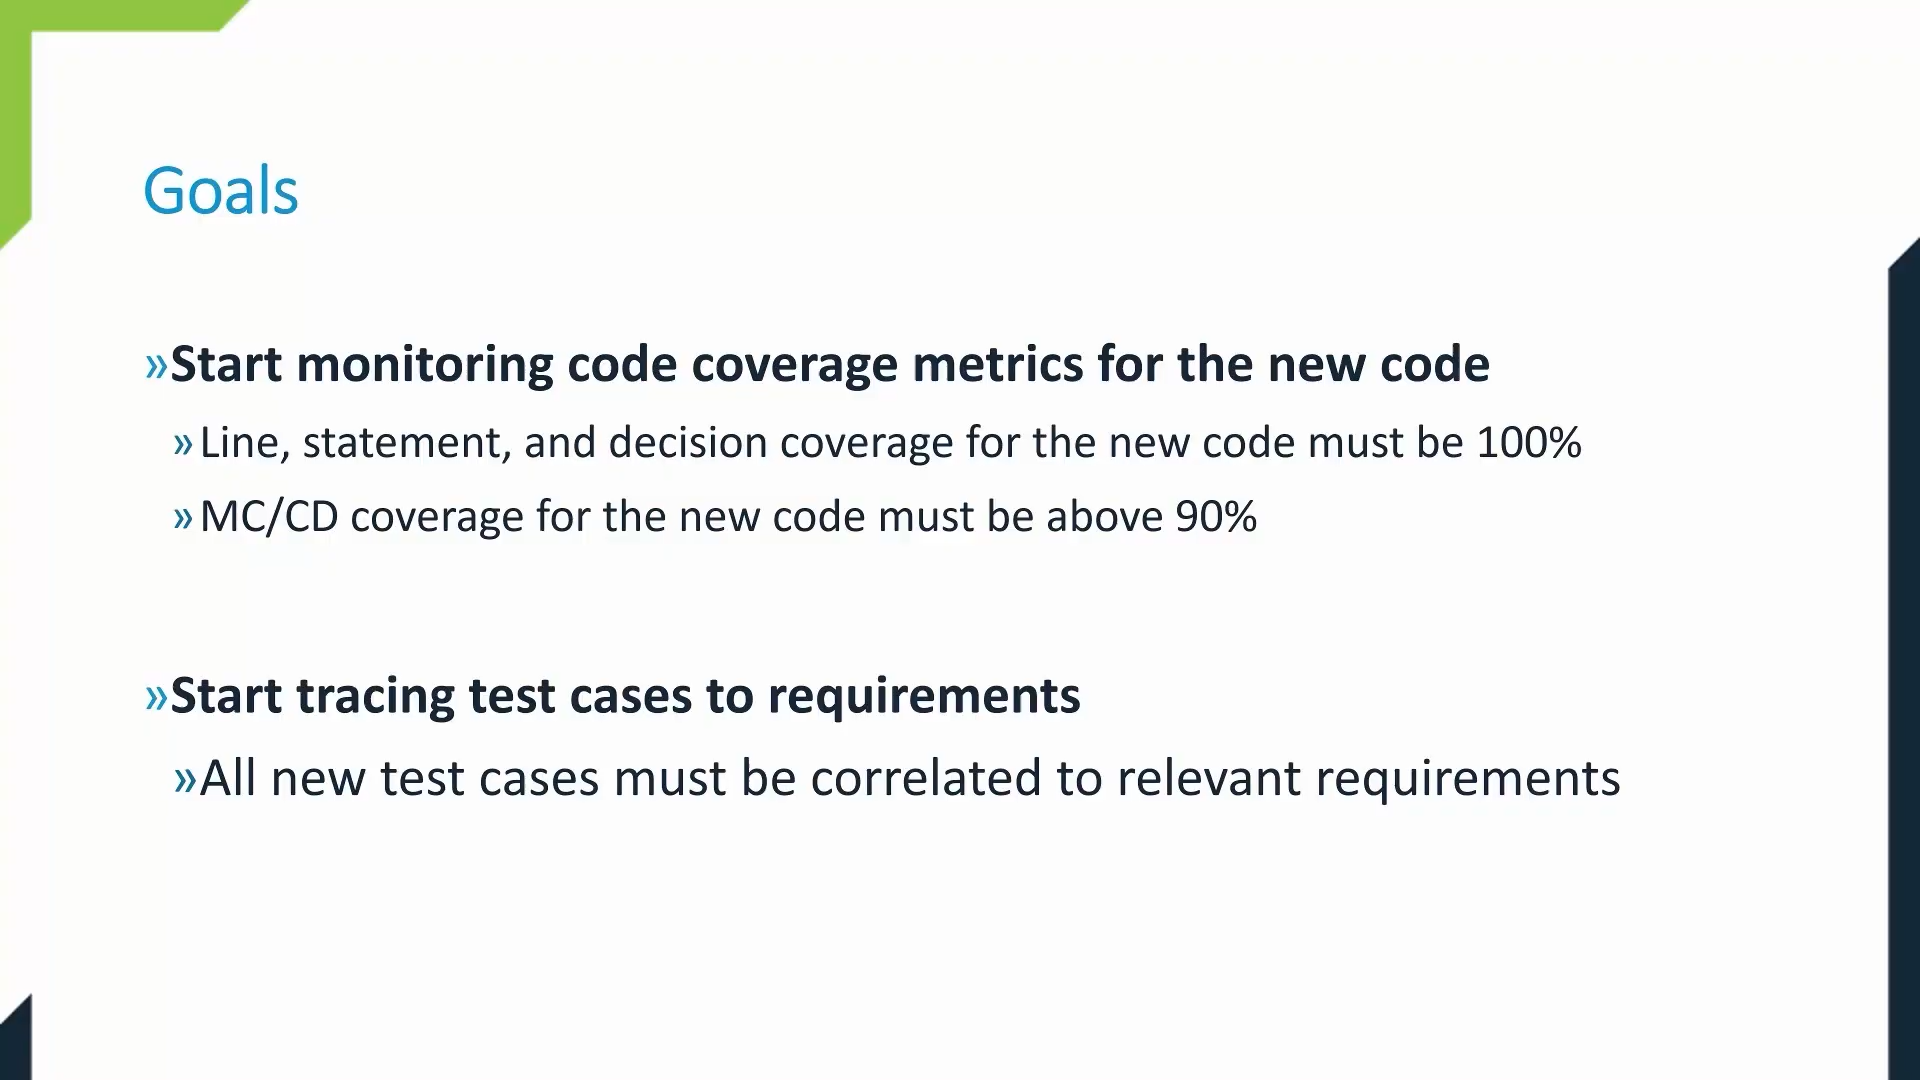 Goals
»Start monitoring code coverage metrics for the new code
»Line, statement, and decision coverage for the new code must be 100%
»MC/CD coverage for the new code must be above 90%
»Start tracing test cases to requirements
»All new test cases must be correlated to relevant requirements